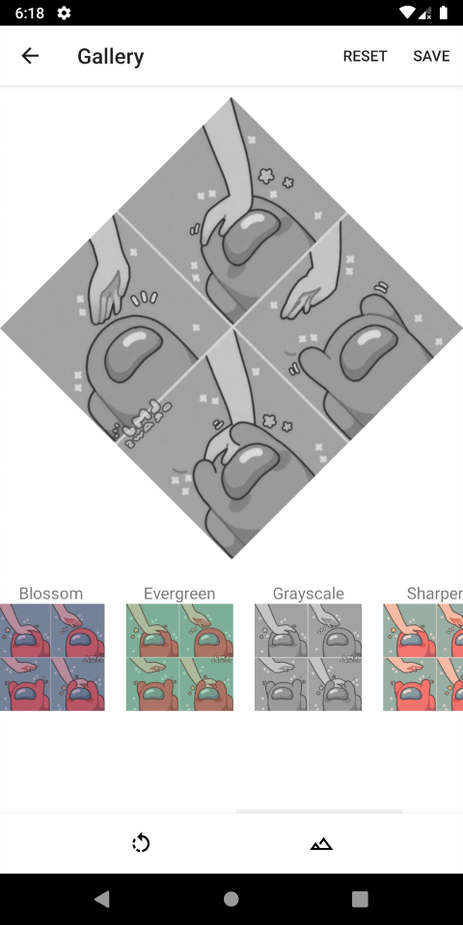 6:18
Gallery
RESET
SAVE
Blossom
Evergreen
Grayscale
Sharpen